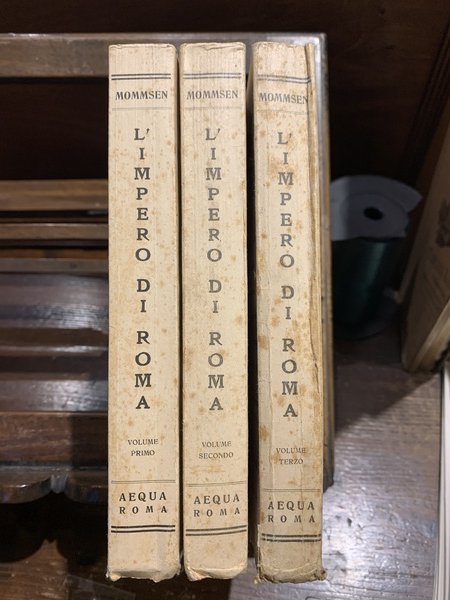 MOMMSEN
L'IMPERO DI ROMA
VOLUME
PRIMO
AEQUA
ROMA
MOMMSEN
L'IMPERO DI ROMA
VOLUME
SECONDO
AEQUA
ROMA
MOMMSEN
L'IMPERO DI ROMA
VOLUME
TERZO
AEQUA
ROMA